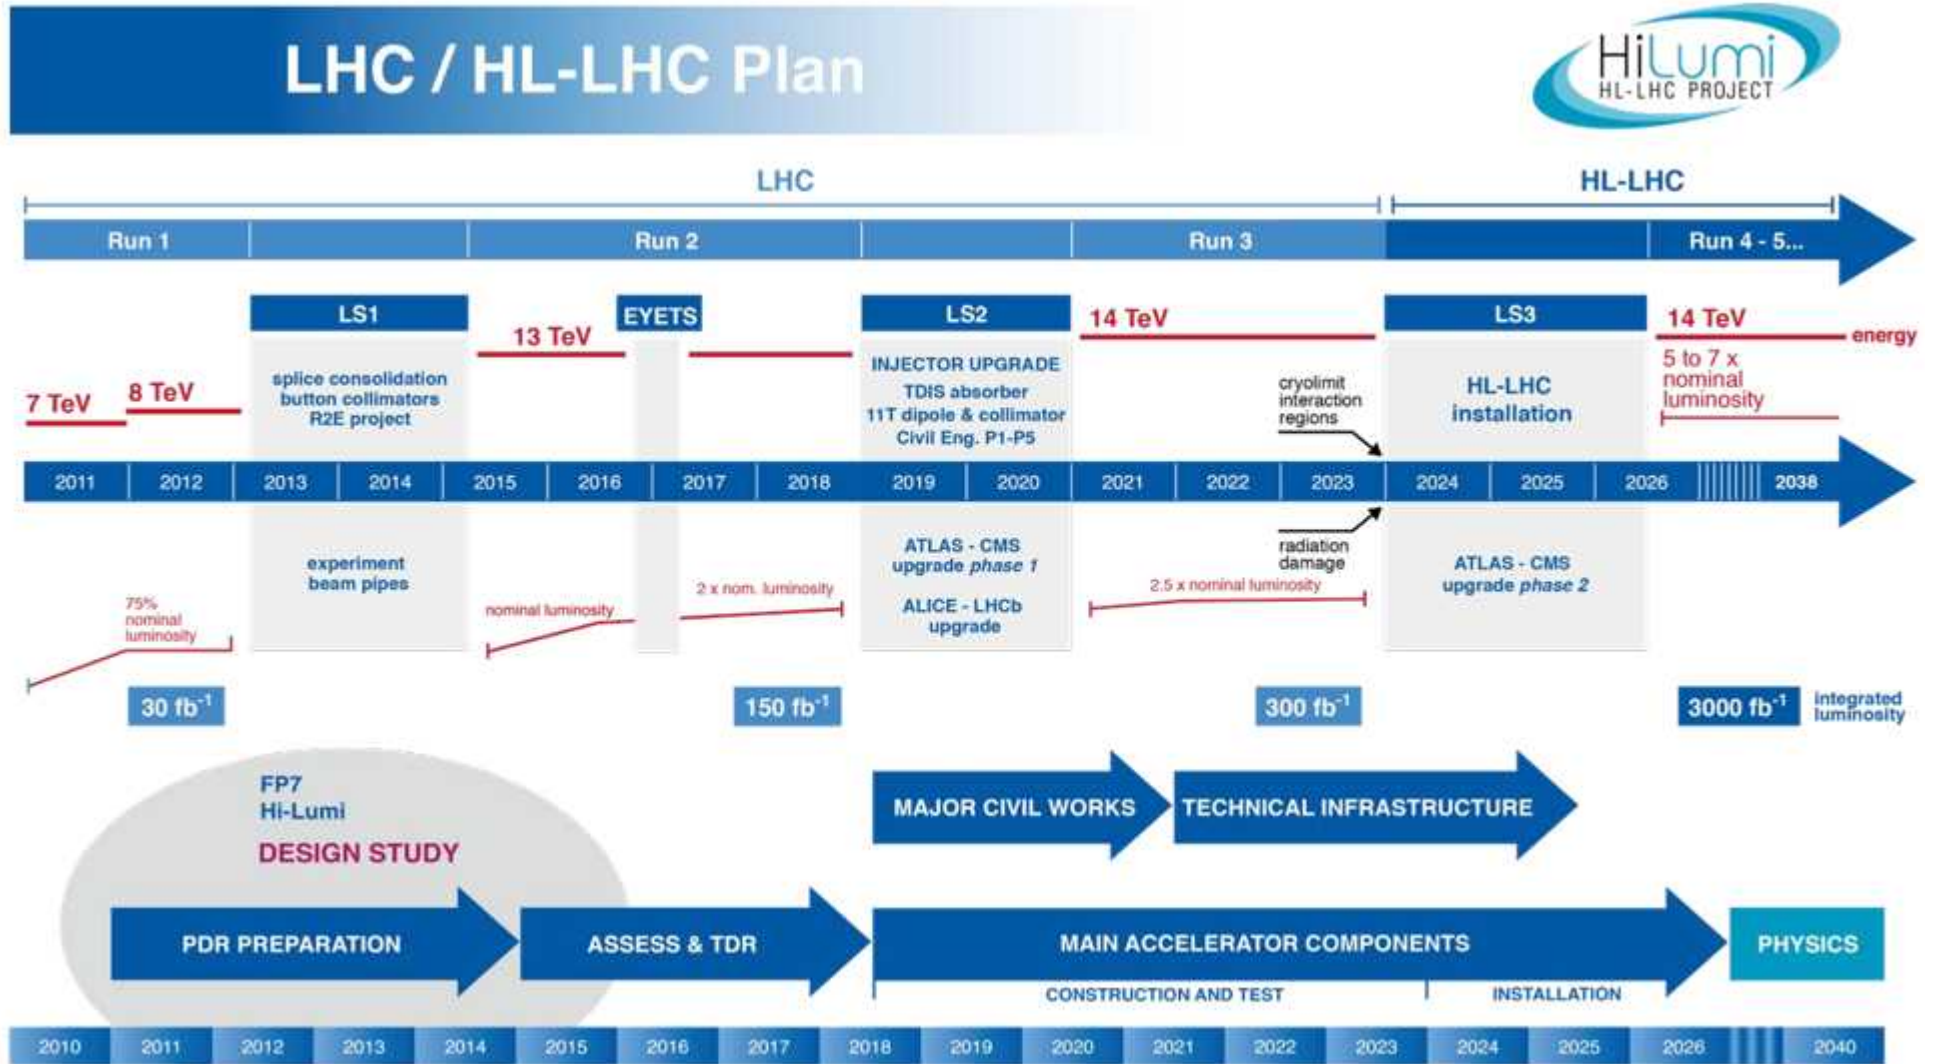 LHC / HL-LHC Plan
HiLumi
HL-LHC PROJECT
LHC
HL-LHC
Run 1
Run 2
Run 3
Run 4 - 5...
LS1
EYETS
LS2
LS3
13 TeV
14 TeV
14 TeV
energy
7 TeV
8 TeV
splice consolidation
button collimators
R2E project
INJECTOR UPGRADE
TDIS absorber
11T dipole & collimator
Civil Eng. P1-P5
cryolimit
interaction
regions
HL-LHC
installation
5 to 7 x
nominal
luminosity
2011
2012
2013
2014
2015
2016
2017
2018
2019
2020
2021
2022
2023
2024
2025
2026
2038
75%
nominal
luminosity
experiment
beam pipes
nominal luminosity
2 x nom. luminosity
ATLAS - CMS
upgrade phase 1
ALICE - LHCb
upgrade
radiation
damage
2.5 x nominal luminosity
ATLAS - CMS
upgrade phase 2
30 fb⁻¹
150 fb⁻¹
300 fb⁻¹
3000 fb⁻¹
integrated
luminosity
FP7
Hi-Lumi
DESIGN STUDY
MAJOR CIVIL WORKS
TECHNICAL INFRASTRUCTURE
PDR PREPARATION
ASSESS & TDR
MAIN ACCELERATOR COMPONENTS
PHYSICS
CONSTRUCTION AND TEST
INSTALLATION
2010
2011
2012
2013
2014
2015
2016
2017
2018
2019
2020
2021
2022
2023
2024
2025
2026
2040